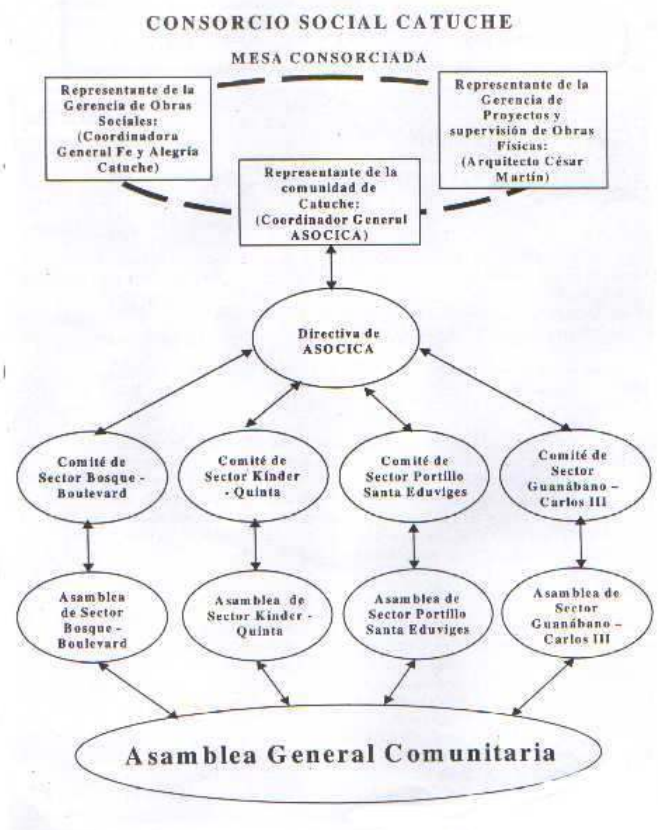 CONSORCIO SOCIAL CATUCHE
MESA CONSORCIADA
Representante de la
Gerencia de Obras
Sociales:
(Coordinadora
General Fe y Alegría
Catuche)
Representante de la
Gerencia de
Proyectos y
supervisión de Obras
Físicas:
(Arquitecto César
Martín)
Representante de la
comunidad de
Catuche:
(Coordinador General
ASOCICA)
Directiva de
ASOCICA
Comité de
Sector Bosque -
Boulevard
Comité de
Sector Kínder
- Quinta
Comité de
Sector Portillo
Santa Eduviges
Comité de
Sector
Guanábano –
Carlos III
Asamblea
de Sector
Bosque -
Boulevard
Asamblea de
Sector Kínder -
Quinta
Asamblea de
Sector Portillo
Santa Eduviges
Asamblea de
Sector
Guanábano –
Carlos III
Asamblea General Comunitaria